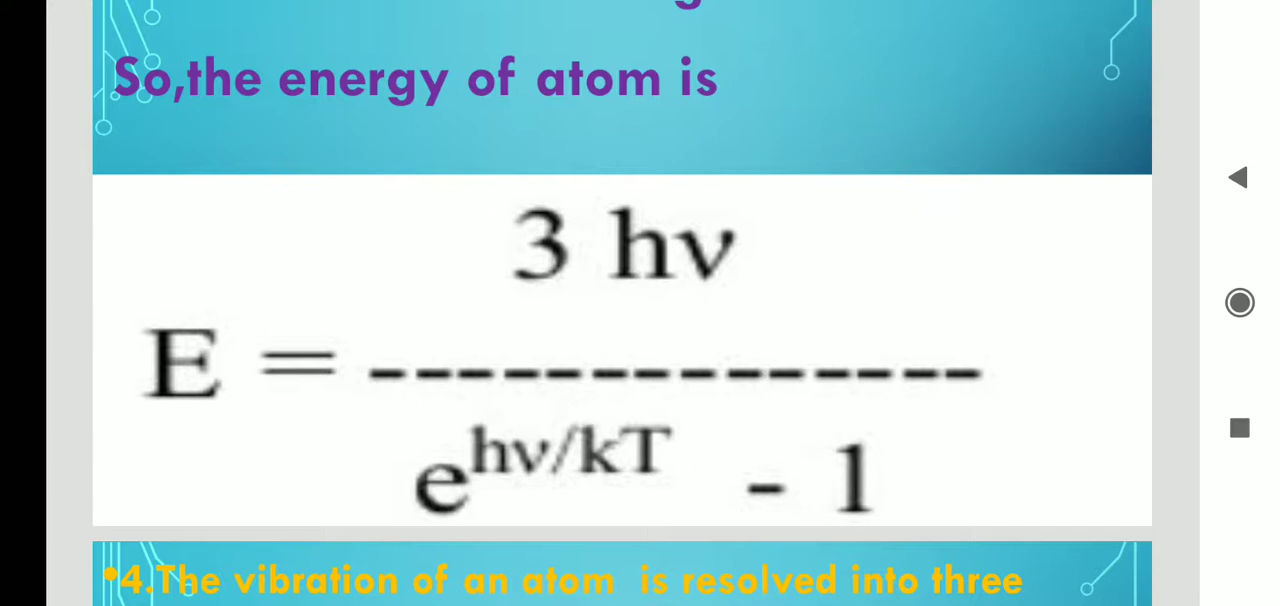 So,the energy of atom is
3 hν
E = ---------------
e^hν/kT - 1
•4.The vibration of an atom is resolved into three